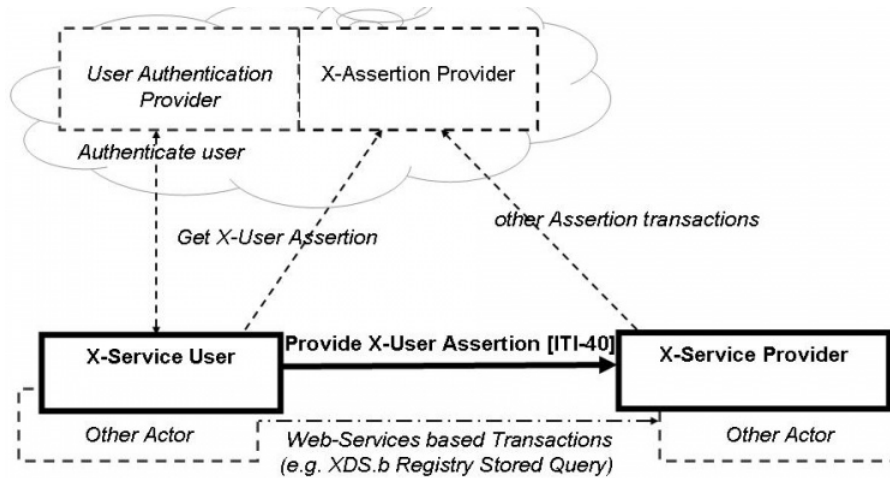 User Authentication
Provider
X-Assertion Provider
Authenticate user
Get X-User Assertion
other Assertion transactions
X-Service User
Provide X-User Assertion [ITI-40]
X-Service Provider
Other Actor
Web-Services based Transactions
(e.g. XDS.b Registry Stored Query)
Other Actor